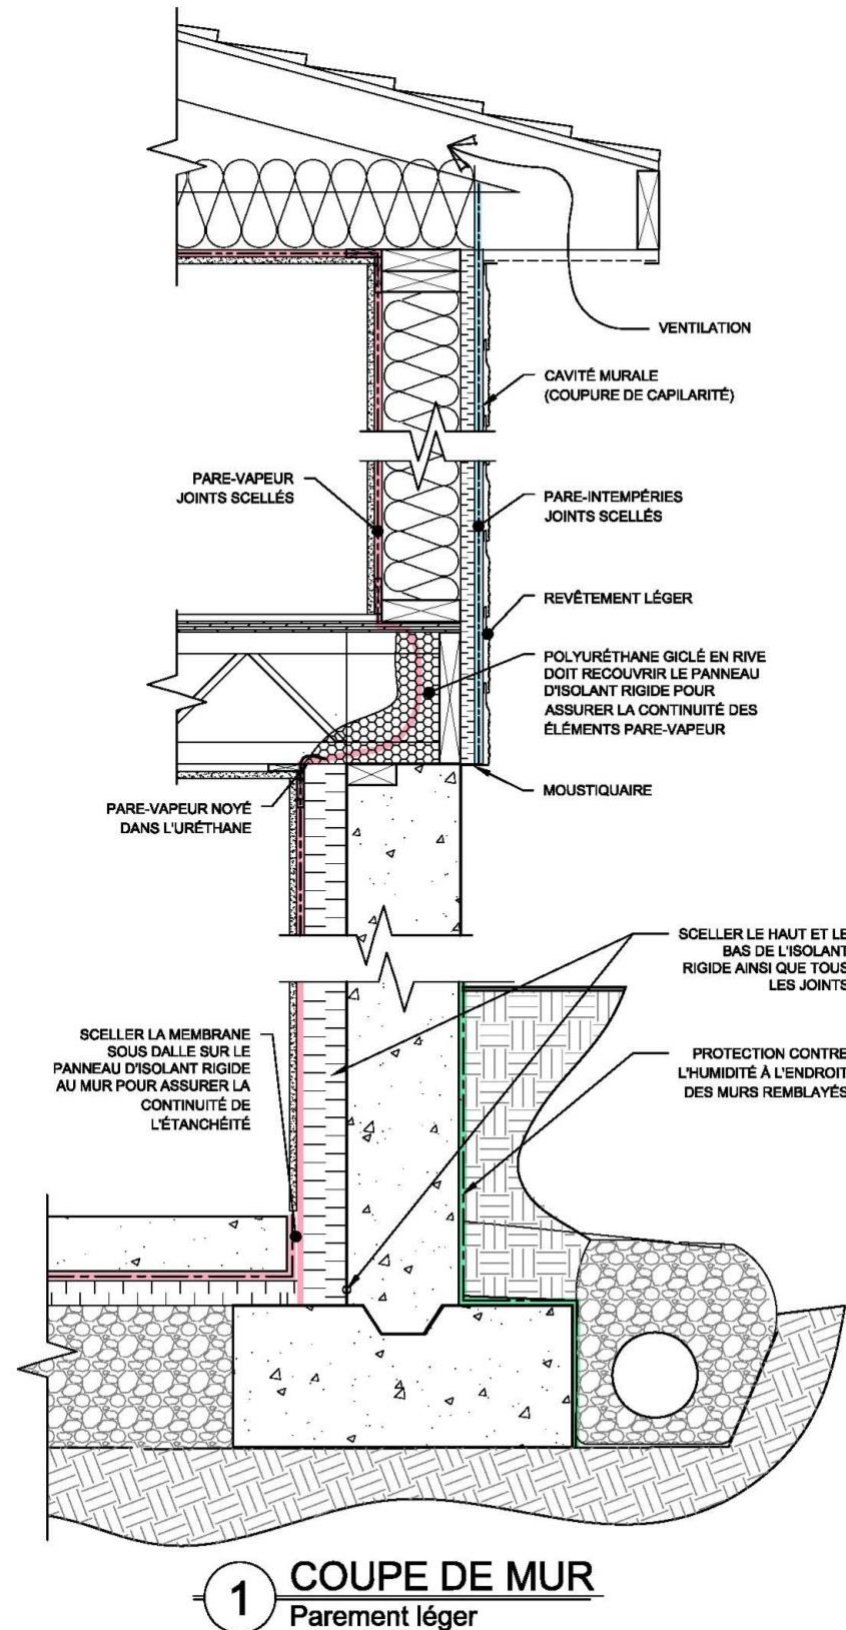 VENTILATION
CAVITÉ MURALE
(COUPURE DE CAPILARITÉ)
PARE-VAPEUR
JOINTS SCELLÉS
PARE-INTEMPÉRIES
JOINTS SCELLÉS
REVÊTEMENT LÉGER
POLYURÉTHANE GICLÉ EN RIVE
DOIT RECOUVRIR LE PANNEAU
D'ISOLANT RIGIDE POUR
ASSURER LA CONTINUITÉ DES
ÉLÉMENTS PARE-VAPEUR
MOUSTIQUAIRE
PARE-VAPEUR NOYÉ
DANS L'URÉTHANE
SCELLER LE HAUT ET LE
BAS DE L'ISOLANT
RIGIDE AINSI QUE TOUS
LES JOINTS
SCELLER LA MEMBRANE
SOUS DALLE SUR LE
PANNEAU D'ISOLANT RIGIDE
AU MUR POUR ASSURER LA
CONTINUITÉ DE
L'ÉTANCHÉITÉ
PROTECTION CONTRE
L'HUMIDITÉ À L'ENDROIT
DES MURS REMBLAYÉS
1 COUPE DE MUR
Parement léger